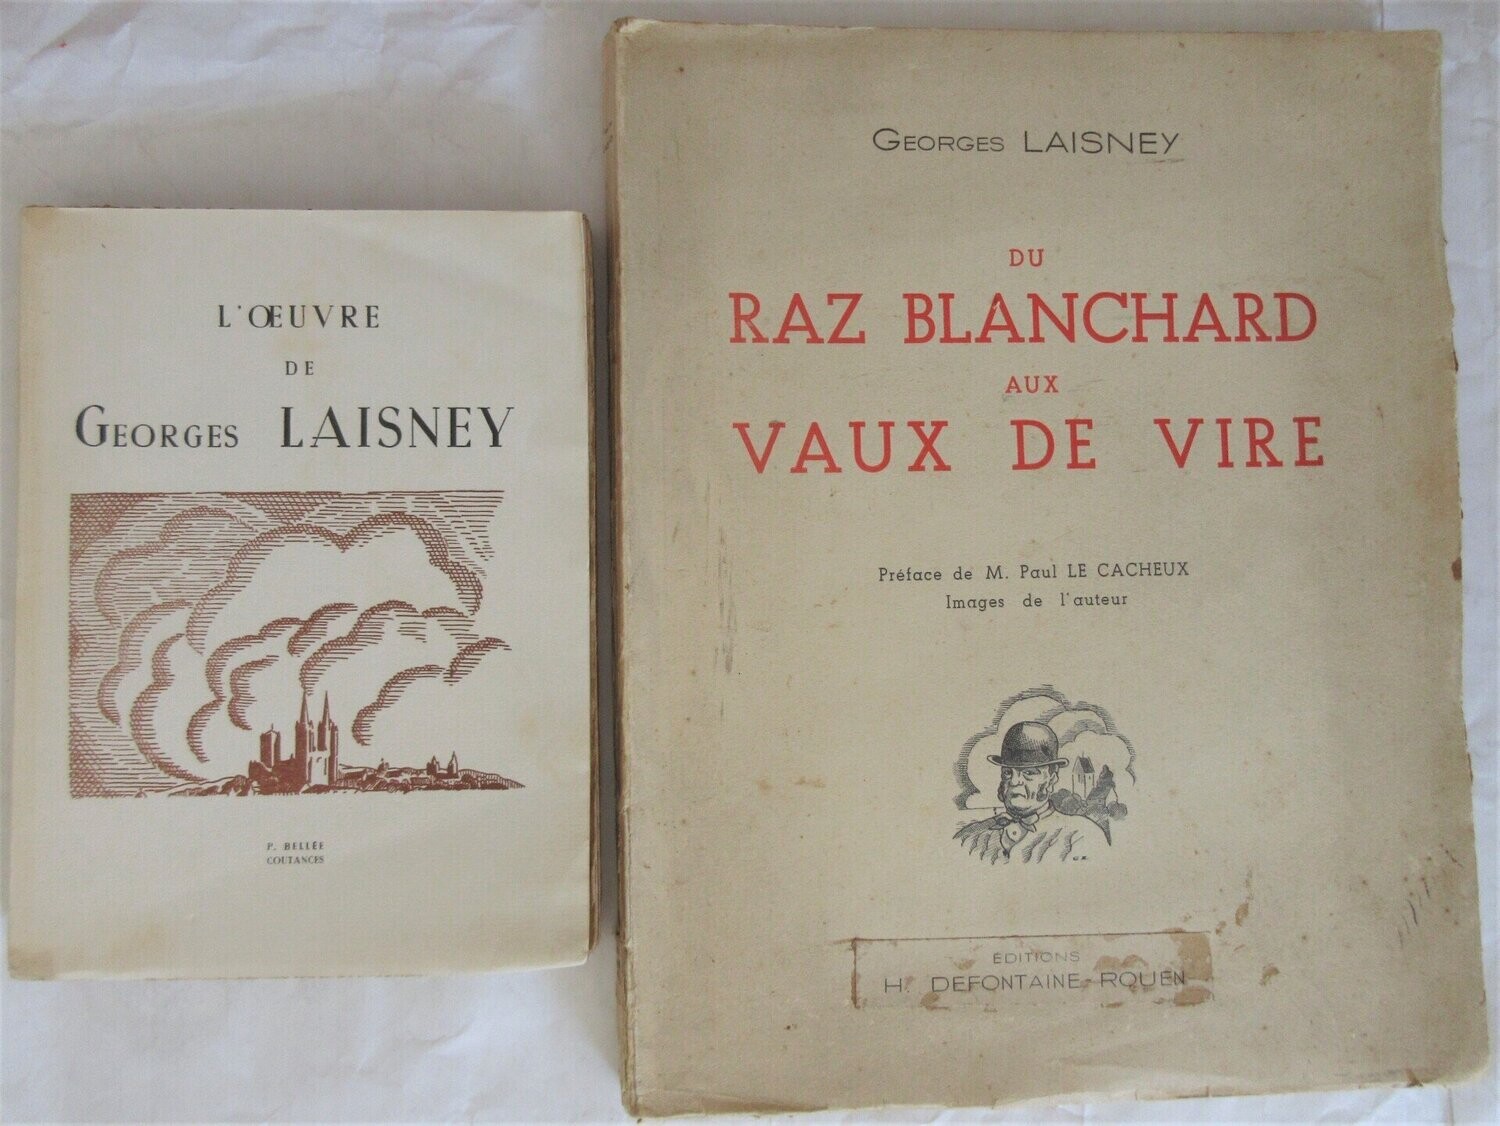 L'ŒUVRE
DE
GEORGES LAISNEY
P. BELLÉE
COUTANCES
GEORGES LAISNEY
DU
RAZ BLANCHARD
AUX
VAUX DE VIRE
Préface de M. Paul LE CACHEUX
Images de l'auteur
EDITIONS
H. DEFONTAINE-ROUEN